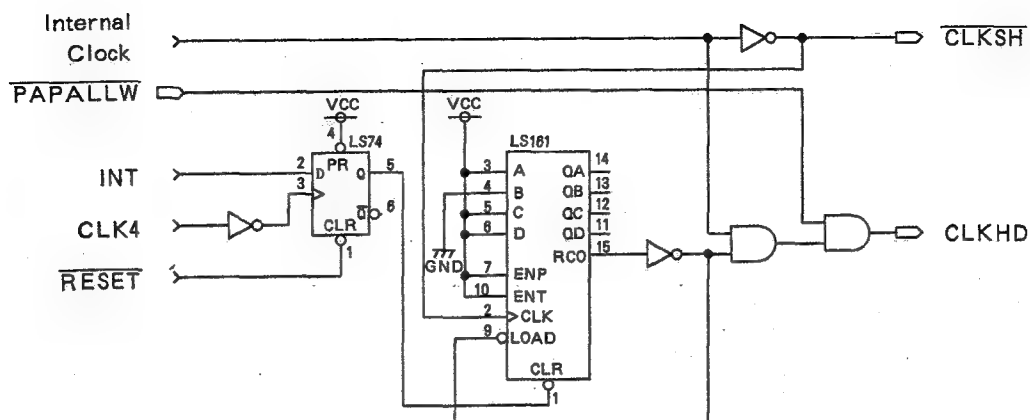 Internal
Clock
CLKSH
PAPALLW
VCC
VCC
4
LS74
LS161
INT
2
D
PR
Q
5
3
A
14
QA
4
B
13
QB
3
Q
6
5
C
12
QC
CLK4
CLR
6
D
11
QD
15
RCO
CLKHD
GND
RESET
1
7
ENP
10
ENT
2
CLK
9
LOAD
CLR
1